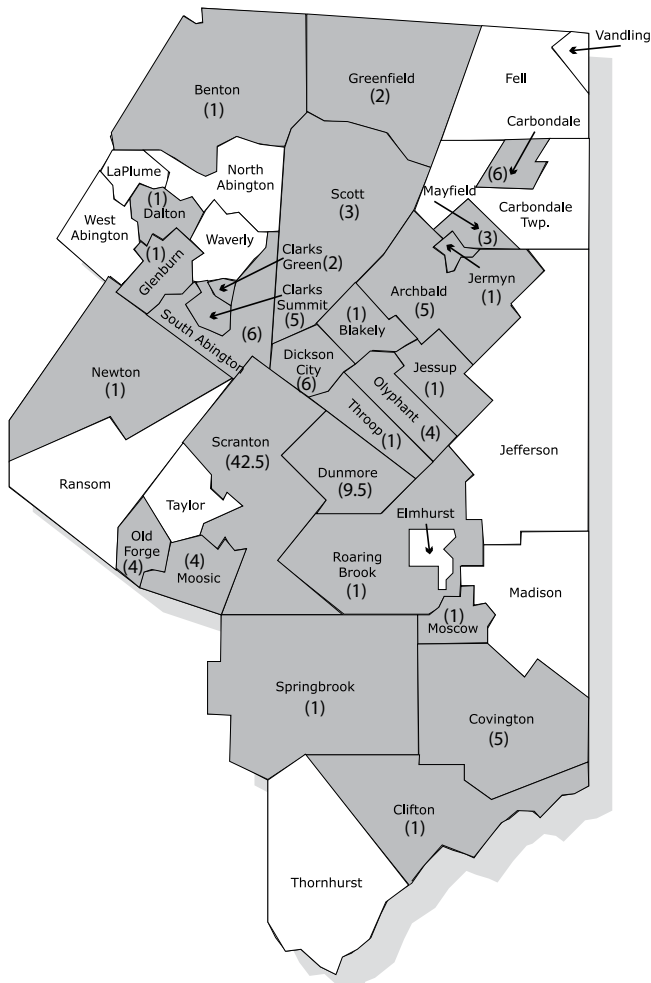 Vandling
Fell
Benton
(1)
Greenfield
(2)
Carbondale
(6)
LaPlume
North
Abington
Scott
(3)
Mayfield
(3)
Carbondale
Twp.
(1)
Dalton
West
Abington
Waverly
Clarks
Green(2)
(1)
Glenburn
Jermyn
(1)
Clarks
Summit
(5)
Archbald
(5)
South Abington
(6)
(1)
Blakely
Dickson
City
(6)
Jessup
(1)
Newton
(1)
Olyphant
(4)
Throop(1)
Scranton
(42.5)
Jefferson
Dunmore
(9.5)
Ransom
Taylor
Elmhurst
Old
Forge
(4)
(4)
Moosic
Roaring
Brook
(1)
Madison
(1)
Moscow
Springbrook
(1)
Covington
(5)
Clifton
(1)
Thornhurst